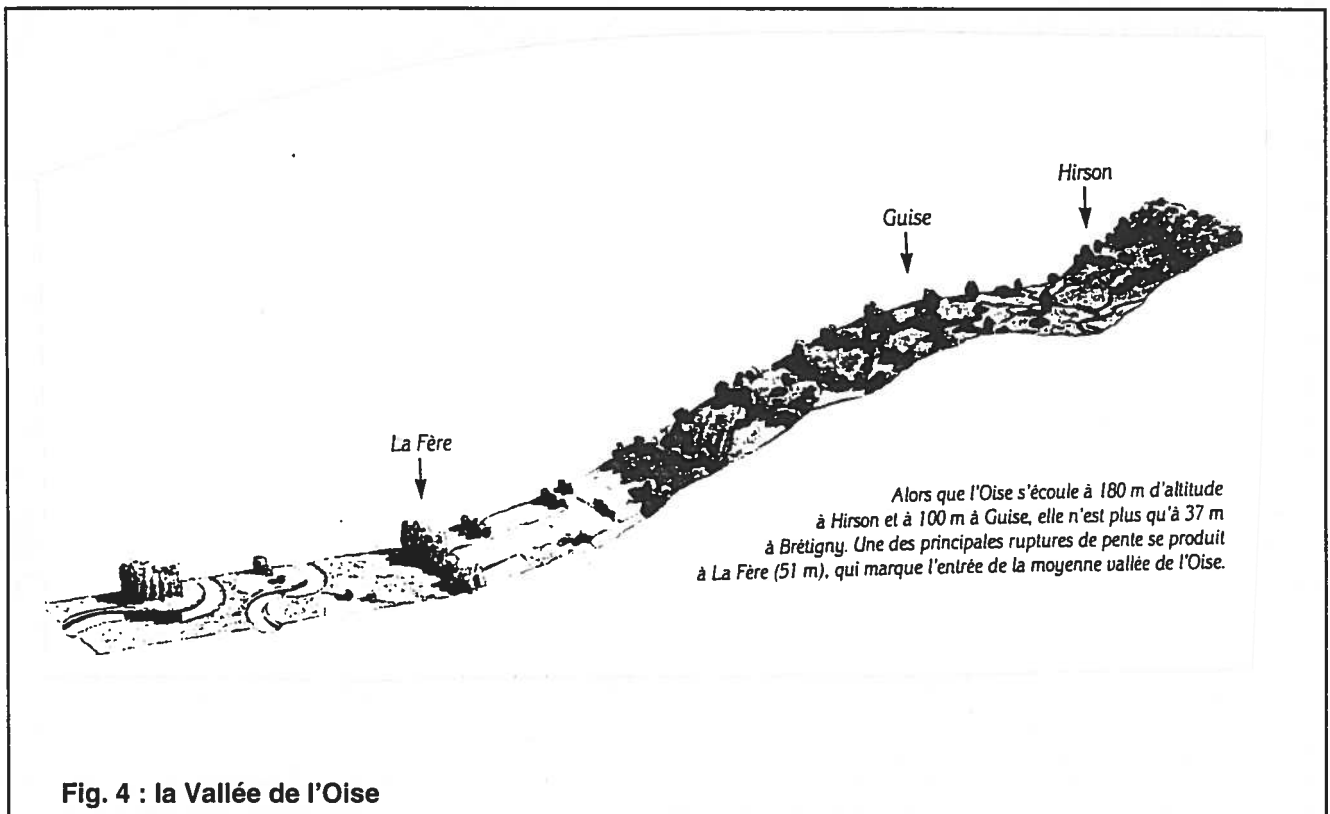 Hirson
Guise
La Fère
Alors que l'Oise s'écoule à 180 m d'altitude
à Hirson et à 100 m à Guise, elle n'est plus qu'à 37 m
à Brétigny. Une des principales ruptures de pente se produit
à La Fère (51 m), qui marque l'entrée de la moyenne vallée de l'Oise.
Fig. 4 : la Vallée de l'Oise